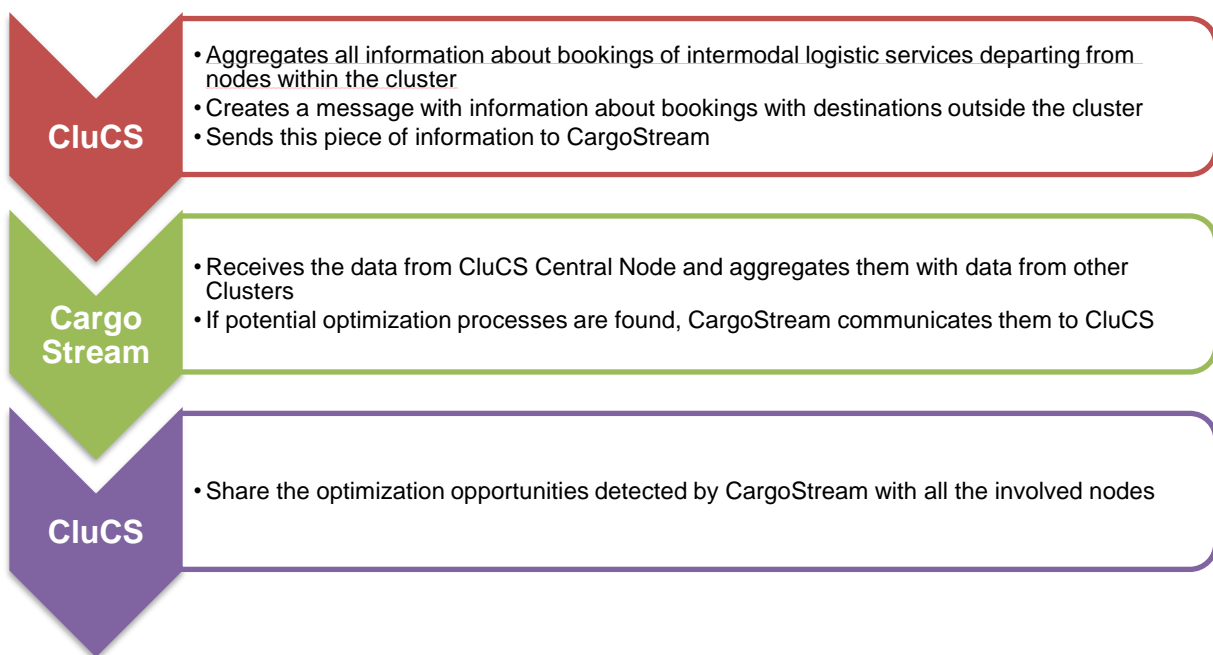 CluCS
• Aggregates all information about bookings of intermodal logistic services departing from
nodes within the cluster
• Creates a message with information about bookings with destinations outside the cluster
• Sends this piece of information to CargoStream
Cargo
Stream
• Receives the data from CluCS Central Node and aggregates them with data from other
Clusters
• If potential optimization processes are found, CargoStream communicates them to CluCS
CluCS
• Share the optimization opportunities detected by CargoStream with all the involved nodes